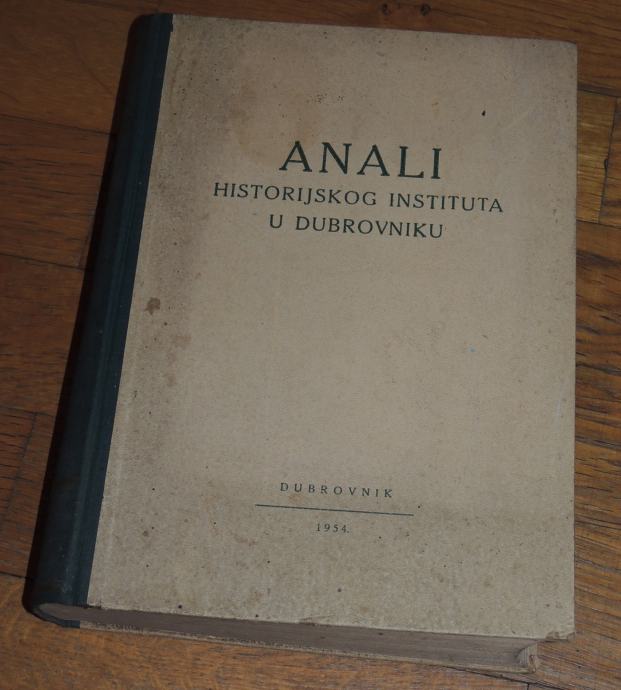 ANALI
HISTORIJSKOG INSTITUTA
U DUBROVNIKU
DUBROVNIK
1954.